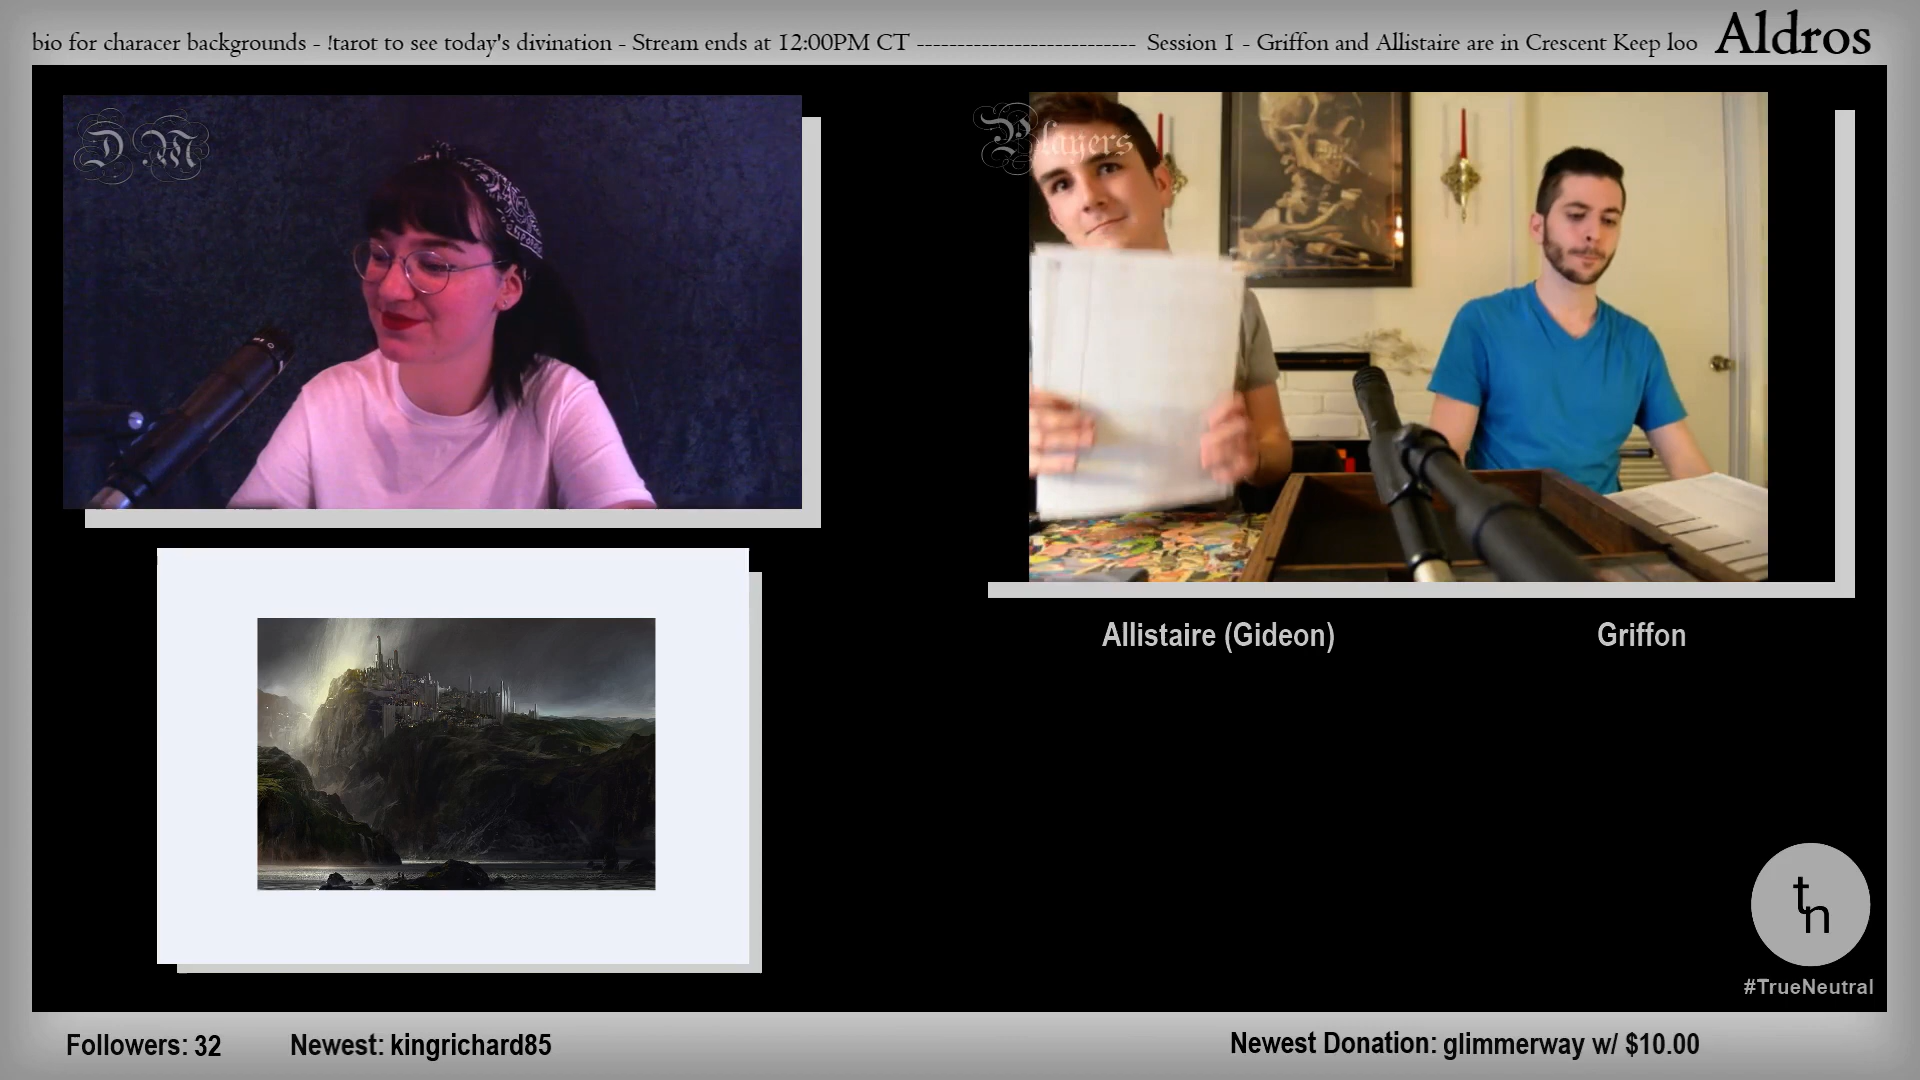 bio for characer backgrounds - !tarot to see today's divination - Stream ends at 12:00PM CT --------------------------- Session 1 - Griffon and Allistaire are in Crescent Keep loo
Aldros
D.M
Players
Allistaire (Gideon)
Griffon
tn
#TrueNeutral
Followers: 32
Newest: kingrichard85
Newest Donation: glimmerway w/ $10.00